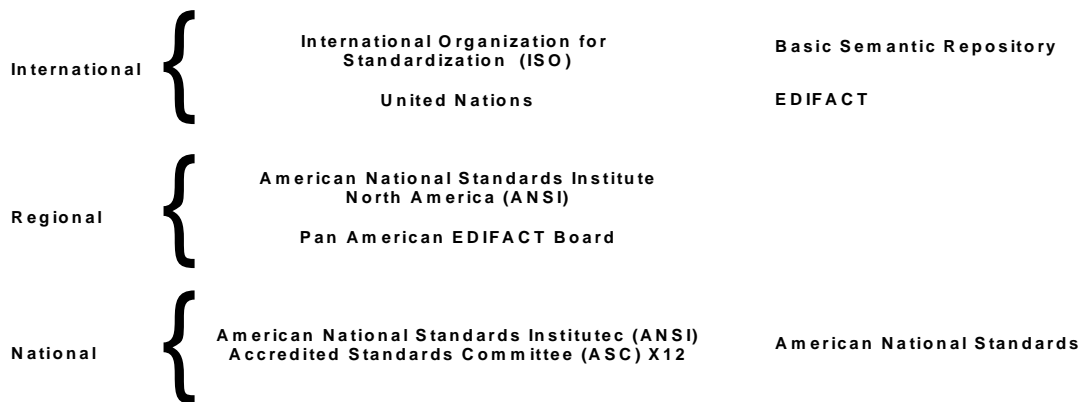 International
International Organization for
Standardization (ISO)
Basic Semantic Repository
United Nations
EDIFACT
Regional
American National Standards Institute
North America (ANSI)
Pan American EDIFACT Board
National
American National Standards Institutec (ANSI)
Accredited Standards Committee (ASC) X12
American National Standards